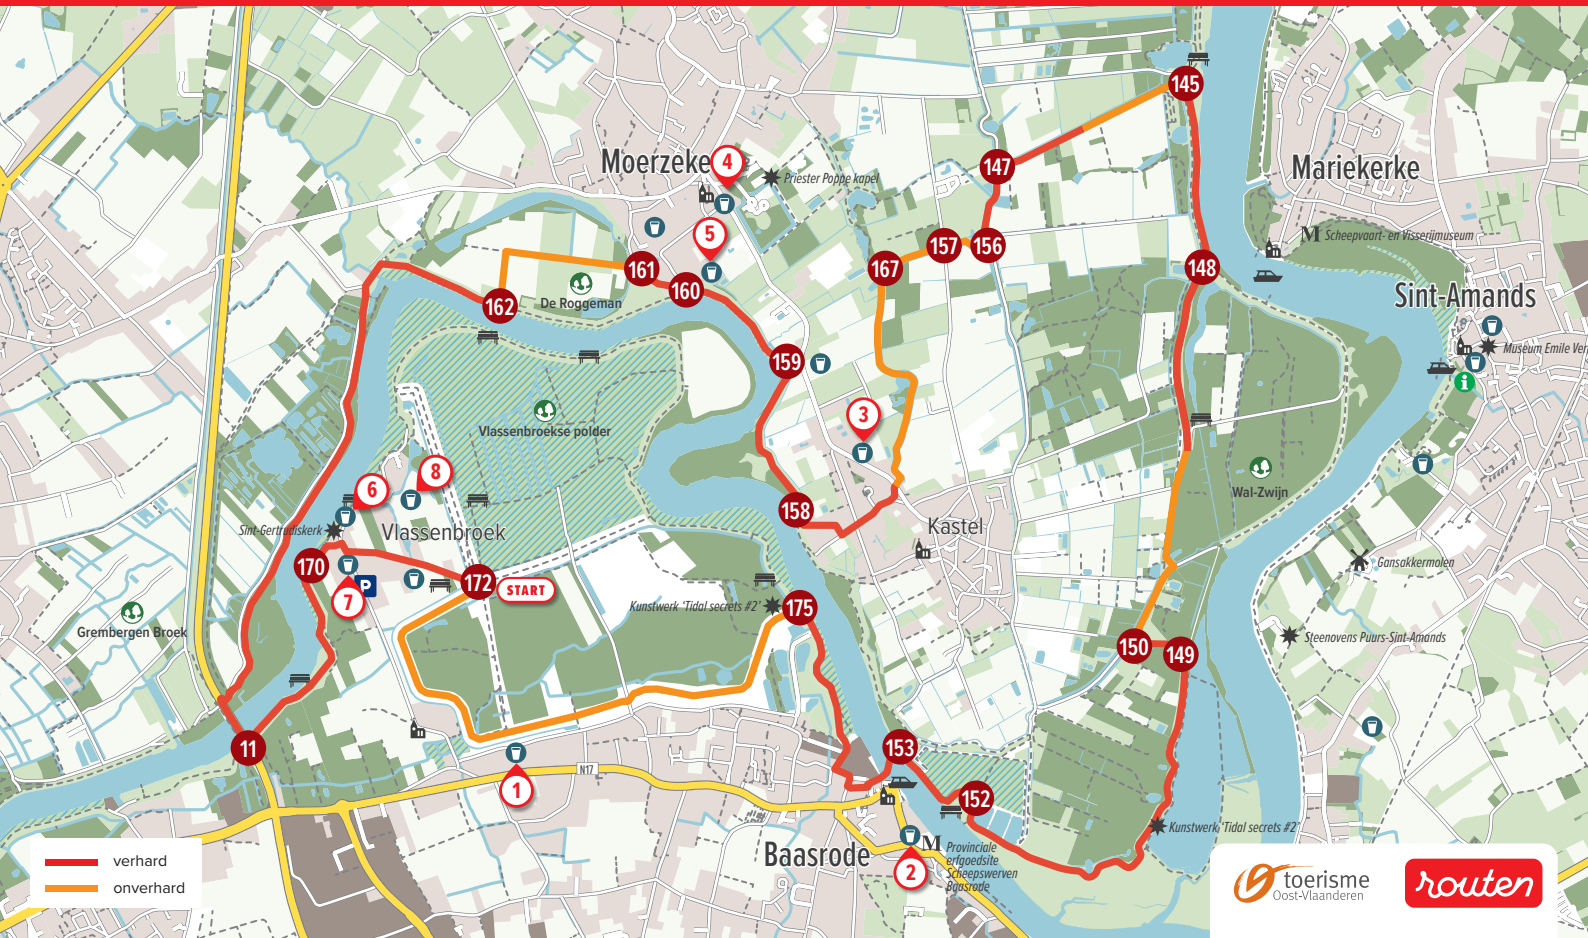 145
Moerzeke
4
Priester Poppe kapel
147
Mariekerke
5
M Scheepvaart- en Visserijmuseum
157
156
167
148
161
160
162
De Roggeman
Sint-Amands
159
Museum Emile Ver
i
3
Vlassenbroekse polder
8
6
Wal-Zwijn
158
Sint-Gertrudiskerk
Vlassenbroek
Kastel
170
P
172
START
7
Gansakkermolen
Kunstwerk 'Tidal secrets #2'
175
Grembergen Broek
Steenovens Puurs-Sint-Amands
150
149
11
153
N17
1
152
Kunstwerk 'Tidal secrets #2'
Baasrode
2
M Provinciale
erfgoedsite
Scheepswerven
Baasrode
verhard
onverhard
toerisme
Oost-Vlaanderen
routen